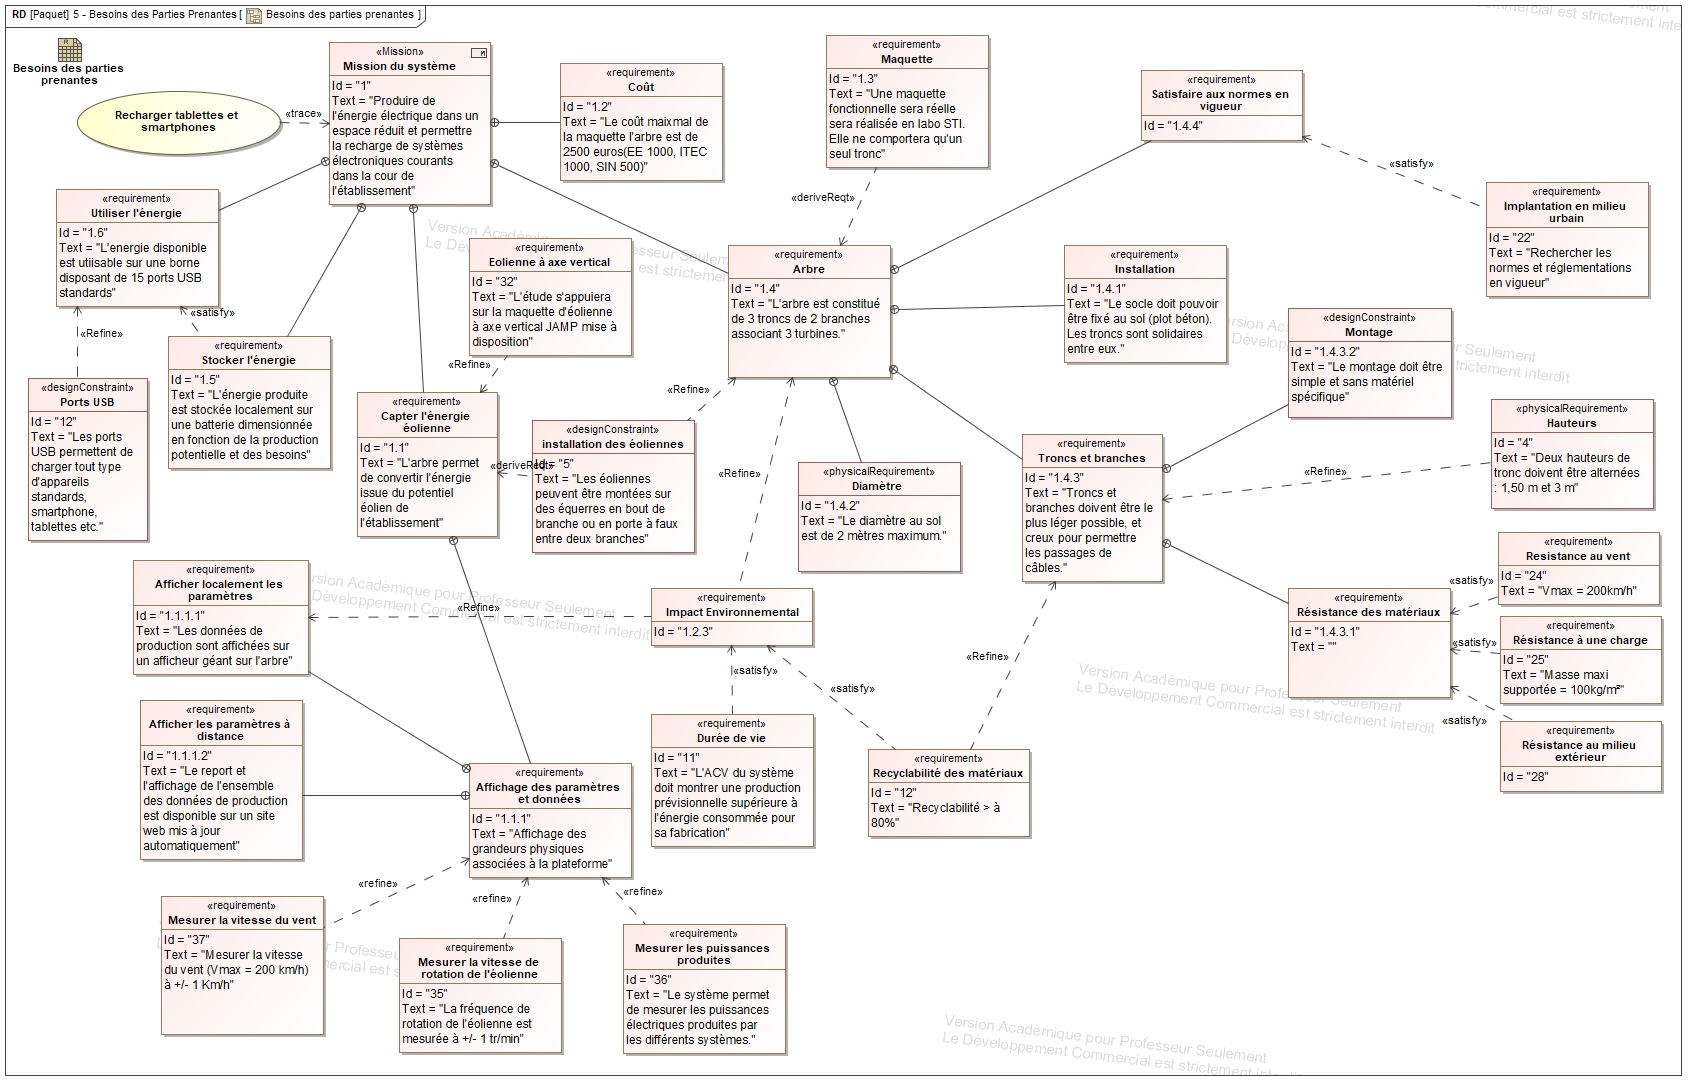 RD [Paquet] 5 - Besoins des Parties Prenantes [ Besoins des parties prenantes ]
Besoins des parties
prenantes
Recharger tablettes et
smartphones
«trace»
«Mission»
Mission du système
Id = "1"
Text = "Produire de
l'énergie électrique dans un
espace réduit et permettre
la recharge de systèmes
électroniques courants
dans la cour de
l'établissement"
«requirement»
Coût
Id = "1.2"
Text = "Le coût maixmal de
la maquette l'arbre est de
2500 euros(EE 1000, ITEC
1000, SIN 500)"
«requirement»
Maquette
Id = "1.3"
Text = "Une maquette
fonctionnelle sera réelle
sera réalisée en labo STI.
Elle ne comportera qu'un
seul tronc"
«deriveReqt»
«requirement»
Satisfaire aux normes en
vigueur
Id = "1.4.4"
«satisfy»
«requirement»
Implantation en milieu
urbain
Id = "22"
Text = "Rechercher les
normes et réglementations
en vigueur"
«requirement»
Utiliser l'énergie
Id = "1.6"
Text = "L'energie disponible
est utiisable sur une borne
disposant de 15 ports USB
standards"
«satisfy»
«Refine»
«requirement»
Eolienne à axe vertical
Id = "32"
Text = "L'étude s'appuiera
sur la maquette d'éolienne
à axe vertical JAMP mise à
disposition"
«Refine»
«requirement»
Arbre
Id = "1.4"
Text = "L'arbre est constitué
de 3 troncs de 2 branches
associant 3 turbines."
«requirement»
Installation
Id = "1.4.1"
Text = "Le socle doit pouvoir
être fixé au sol (plot béton).
Les troncs sont solidaires
entre eux."
«designConstraint»
Montage
Id = "1.4.3.2"
Text = "Le montage doit être
simple et sans matériel
spécifique"
«requirement»
Stocker l'énergie
Id = "1.5"
Text = "L'énergie produite
est stockée localement sur
une batterie dimensionnée
en fonction de la production
potentielle et des besoins"
«designConstraint»
Ports USB
Id = "12"
Text = "Les ports
USB permettent de
charger tout type
d'appareils
standards,
smartphone,
tablettes etc."
«requirement»
Capter l'énergie
éolienne
Id = "1.1"
Text = "L'arbre permet
de convertir l'énergie
issue du potentiel
éolien de
l'établissement"
«deriveReqt»
«Refine»
«designConstraint»
installation des éoliennes
Id = "5"
Text = "Les éoliennes
peuvent être montées sur
des équerres en bout de
branche ou en porte à faux
entre deux branches"
«Refine»
«physicalRequirement»
Diamètre
Id = "1.4.2"
Text = "Le diamètre au sol
est de 2 mètres maximum."
«requirement»
Troncs et branches
Id = "1.4.3"
Text = "Troncs et
branches doivent être le
plus léger possible, et
creux pour permettre
les passages de
câbles."
«Refine»
«physicalRequirement»
Hauteurs
Id = "4"
Text = "Deux hauteurs de
tronc doivent être alternées
: 1,50 m et 3 m"
«requirement»
Resistance au vent
Id = "24"
Text = "Vmax = 200km/h"
«satisfy»
«requirement»
Afficher localement les
paramètres
Id = "1.1.1.1"
Text = "Les données de
production sont affichées sur
un afficheur géant sur l'arbre"
«Refine»
«requirement»
Impact Environnemental
Id = "1.2.3"
«requirement»
Résistance des matériaux
Id = "1.4.3.1"
Text = ""
«satisfy»
«requirement»
Résistance à une charge
Id = "25"
Text = "Masse maxi
supportée = 100kg/m²"
«satisfy»
«requirement»
Résistance au milieu
extérieur
Id = "28"
«satisfy»
«satisfy»
«Refine»
«requirement»
Afficher les paramètres à
distance
Id = "1.1.1.2"
Text = "Le report et
l'affichage de l'ensemble
des données de production
est disponible sur un site
web mis à jour
automatiquement"
«requirement»
Affichage des paramètres
et données
Id = "1.1.1"
Text = "Affichage des
grandeurs physiques
associées à la plateforme"
«requirement»
Durée de vie
Id = "11"
Text = "L'ACV du système
doit montrer une production
prévisionnelle supérieure à
l'énergie consommée pour
sa fabrication"
«requirement»
Recyclabilité des matériaux
Id = "12"
Text = "Recyclabilité > à
80%"
«refine»
«refine»
«refine»
«requirement»
Mesurer la vitesse du vent
Id = "37"
Text = "Mesurer la vitesse
du vent (Vmax = 200 km/h)
à +/- 1 Km/h"
«requirement»
Mesurer la vitesse de
rotation de l'éolienne
Id = "35"
Text = "La fréquence de
rotation de l'éolienne est
mesurée à +/- 1 tr/min"
«requirement»
Mesurer les puissances
produites
Id = "36"
Text = "Le système permet
de mesurer les puissances
électriques produites par
les différents systèmes."
Version Académique pour Professeur Seulement
Le Développement Commercial est strictement interdit
Version Académique pour Professeur Seulement
Le Développement Commercial est strictement